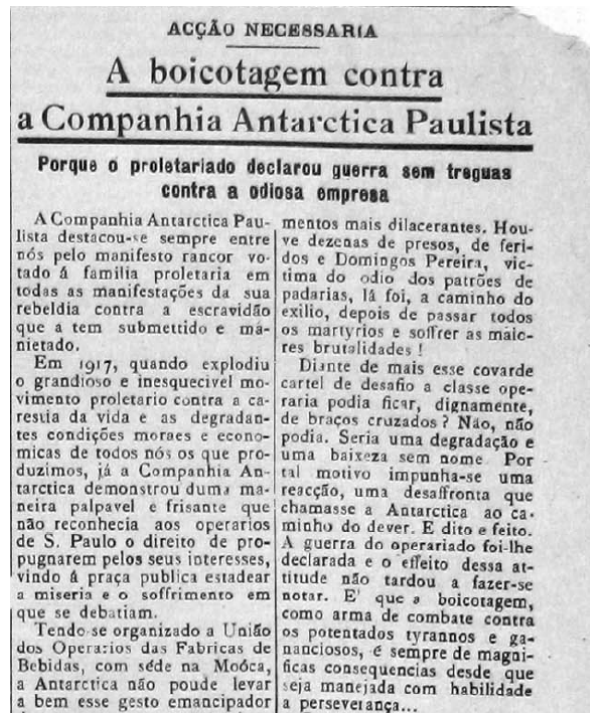 ACÇÃO NECESSARIA
A boicotagem contra
a Companhia Antarctica Paulista
Porque o proletariado declarou guerra sem treguas
contra a odiosa empresa
A Companhia Antarctica Pau-
lista destacou-se sempre entre
nós pelo manifesto rancor vo-
tado á familia proletaria em
todas as manifestações da sua
rebeldia contra a escravidão
que a tem submettido e ma-
nietado.
Em 1917, quando explodiu
o grandioso e inesquecivel mo-
vimento proletario contra a ca-
restia da vida e as degradan-
tes condições moraes e econo-
micas de todos nós os que pro-
duzimos, já a Companhia An-
tarctica demonstrou duma ma-
neira palpavel e frisante que
não reconhecia aos operarios
de S. Paulo o direito de pro-
pugnarem pelos seus interesses,
vindo á praça publica estadear
a miseria e o soffrimento em
que se debatiam.
Tendo-se organizado a União
dos Operarios das Fabricas de
Bebidas, com séde na Moóca,
a Antarctica não poude levar
a bem esse gesto emancipador
mentos mais dilacerantes. Hou-
ve dezenas de presos, de feri-
dos e Domingos Pereira, vic-
tima do odio dos patrões de
padarias, lá foi, a caminho do
exilio, depois de passar todos
os martyrios e soffrer as maio-
res brutalidades !
Diante de mais esse covarde
cartel de desafio a classe ope-
raria podia ficar, dignamente,
de braços cruzados ? Não, não
podia. Seria uma degradação e
uma baixeza sem nome Por
tal motivo impunha-se uma
reacção, uma desaffronta que
chamasse a Antarctica ao ca-
minho do dever. E dito e feito.
A guerra do operariado foi-lhe
declarada e o effeito dessa at-
titude não tardou a fazer-se
notar. E' que a boicotagem,
como arma de combate contra
os potentados tyrannos e ga-
nanciosos, é sempre de magni-
ficas consequencias desde que
seja manejada com habilidade
a perseverança...